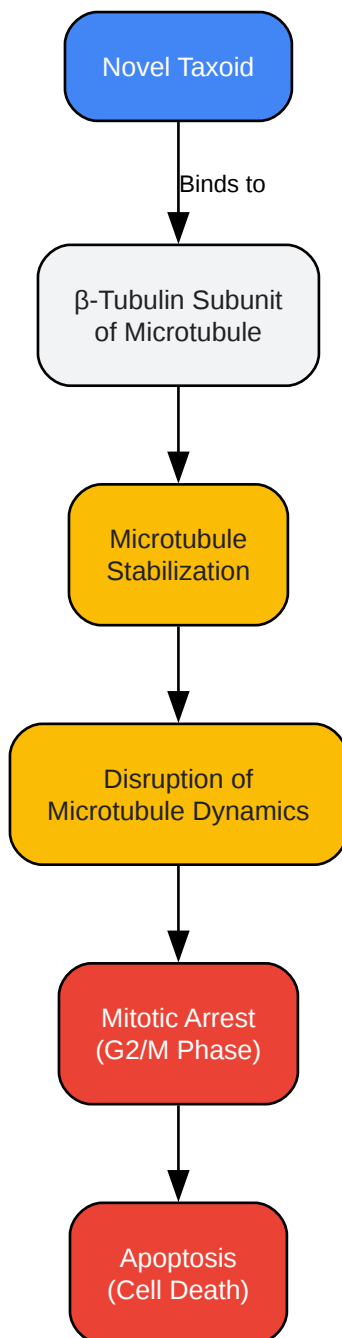 Novel Taxoid
Binds to
β-Tubulin Subunit
of Microtubule
Microtubule
Stabilization
Disruption of
Microtubule Dynamics
Mitotic Arrest
(G2/M Phase)
Apoptosis
(Cell Death)